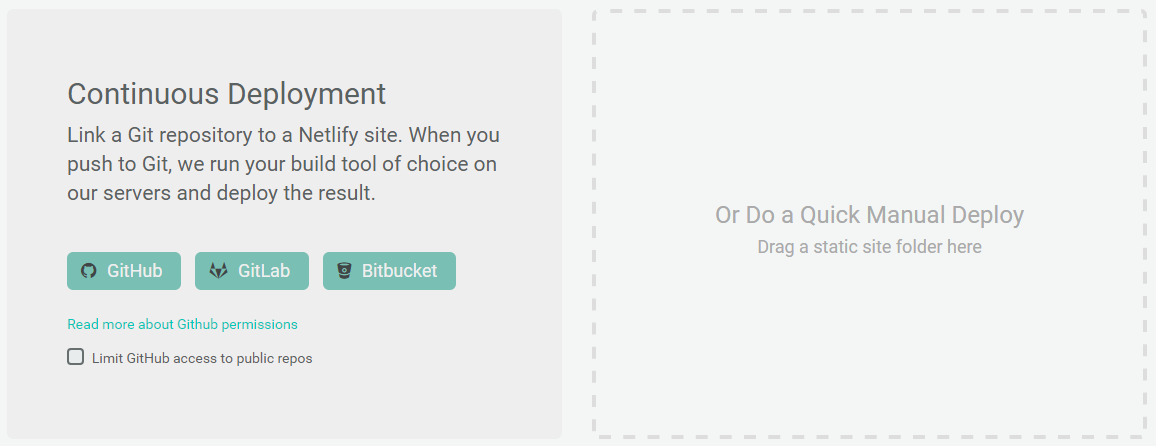 Continuous Deployment
Link a Git repository to a Netlify site. When you
push to Git, we run your build tool of choice on
our servers and deploy the result.
GitHub
GitLab
Bitbucket
Read more about Github permissions
Limit GitHub access to public repos
Or Do a Quick Manual Deploy
Drag a static site folder here